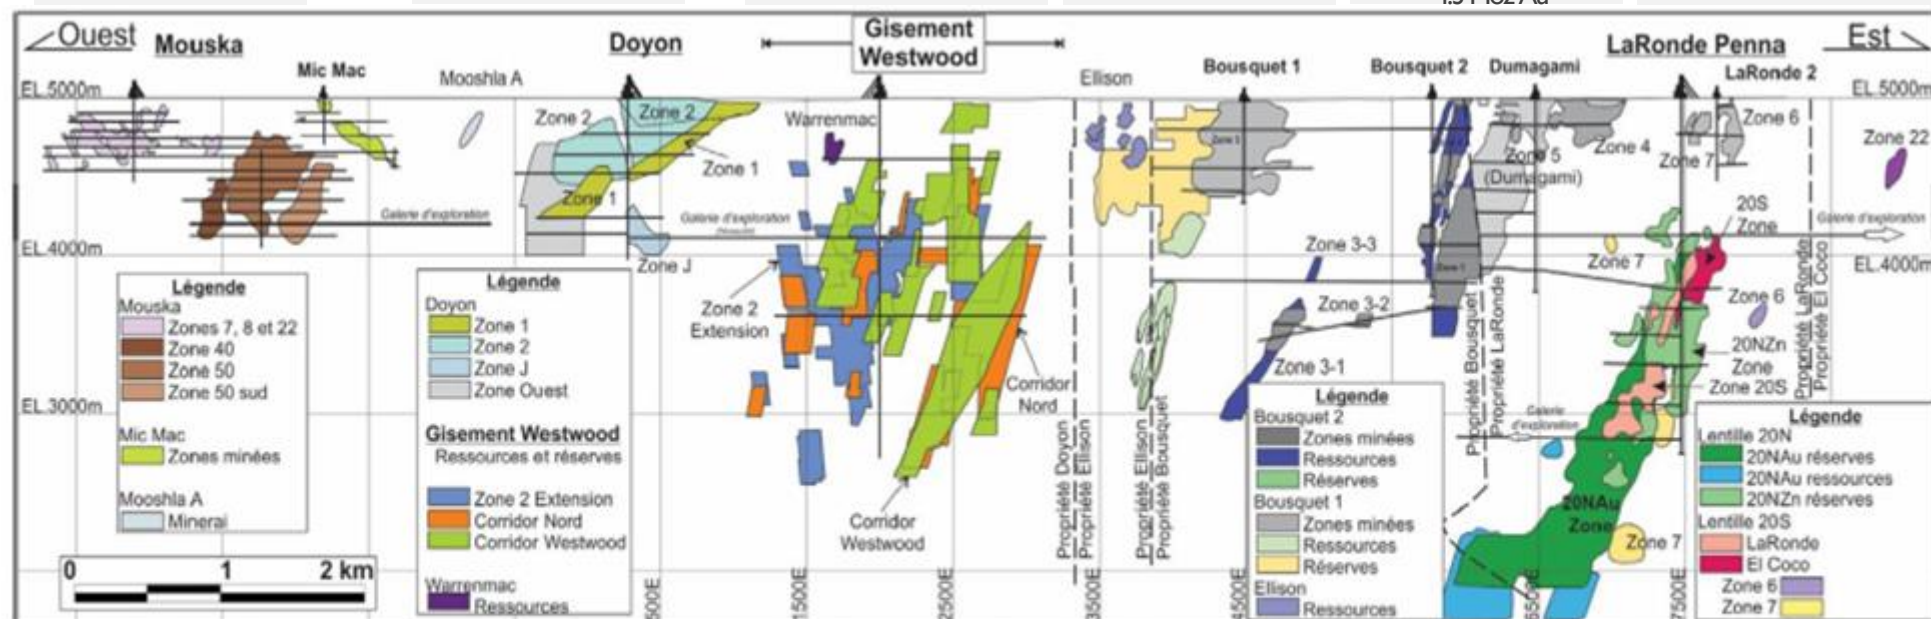 Ouest
Mouska
Mic Mac
Mooshla A
Doyon
Gisement
Westwood
Ellison
Bousquet 1
Bousquet 2
Dumagami
LaRonde Penna
LaRonde 2
Est
EL.5000m
EL.5000m
EL.4000m
EL.4000m
EL.3000m
Zone 2
Zone 2
Zone 1
Zone 1
Zone J
Warrenmac
Galerie d'exploration
Galerie d'exploration
Zone 2
Extension
Corridor
Nord
Corridor
Westwood
Zone 3-3
Zone 3-2
Zone 3-1
Zone 5
(Dumagami)
Zone 4
Zone 6
Zone 7
Zone 22
20S
Zone
Galerie d'exploration
Zone 7
Zone 6
20NZn
Zone
Zone 20S
Galerie
d'exploration
20NAu
Zone
Zone 7
Propriété Doyon
Propriété Ellison
Propriété Ellison
Propriété Bousquet
Propriété Bousquet
Propriété LaRonde
Propriété LaRonde
Propriété El Coco
Légende
Mouska
Zones 7, 8 et 22
Zone 40
Zone 50
Zone 50 sud
Mic Mac
Zones minées
Mooshla A
Minerai
0 1 2 km
Légende
Doyon
Zone 1
Zone 2
Zone J
Zone Ouest
Gisement Westwood
Ressources et réserves
Zone 2 Extension
Corridor Nord
Corridor Westwood
Warrenmac
Ressources
1500E
2500E
3500E
4500E
7500E
Légende
Bousquet 2
Zones minées
Ressources
Réserves
Bousquet 1
Zones minées
Ressources
Réserves
Ellison
Ressources
Légende
Lentille 20N
20NAu réserves
20NAu ressources
20NZn réserves
Lentille 20S
LaRonde
El Coco
Zone 6
Zone 7